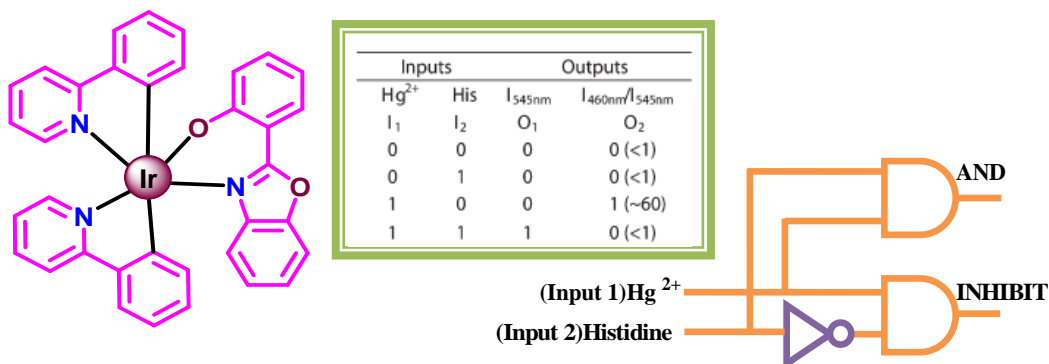 N
N
Ir
O
N
O
Inputs Outputs
Hg²⁺ His I₅₄₅ₙₘ I₄₆₀ₙₘ/I₅₄₅ₙₘ
I₁ I₂ O₁ O₂
0 0 0 0 (<1)
0 1 0 0 (<1)
1 0 0 1 (~60)
1 1 1 0 (<1)
AND
(Input 1)Hg ²⁺
INHIBIT
(Input 2)Histidine